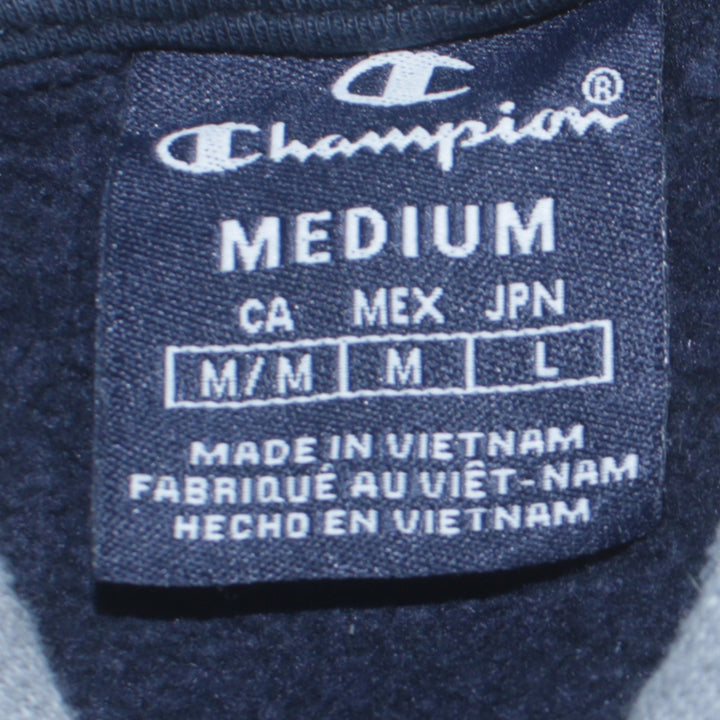 Champion®
MEDIUM
CA MEX JPN
M/M M L
MADE IN VIETNAM
FABRIQUÉ AU VIÊT-NAM
HECHO EN VIETNAM